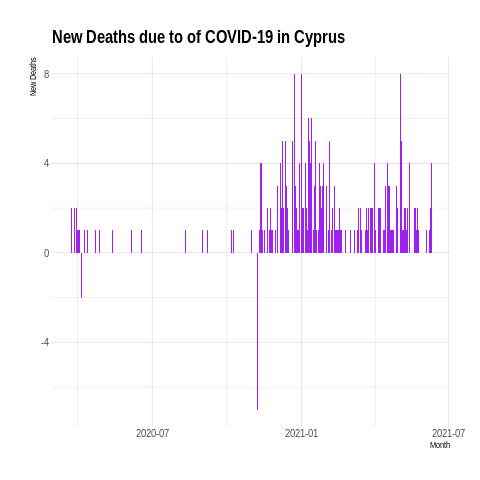 New Deaths due to of COVID-19 in Cyprus
New Deaths
8
4
0
-4
2020-07
2021-01
2021-07
Month